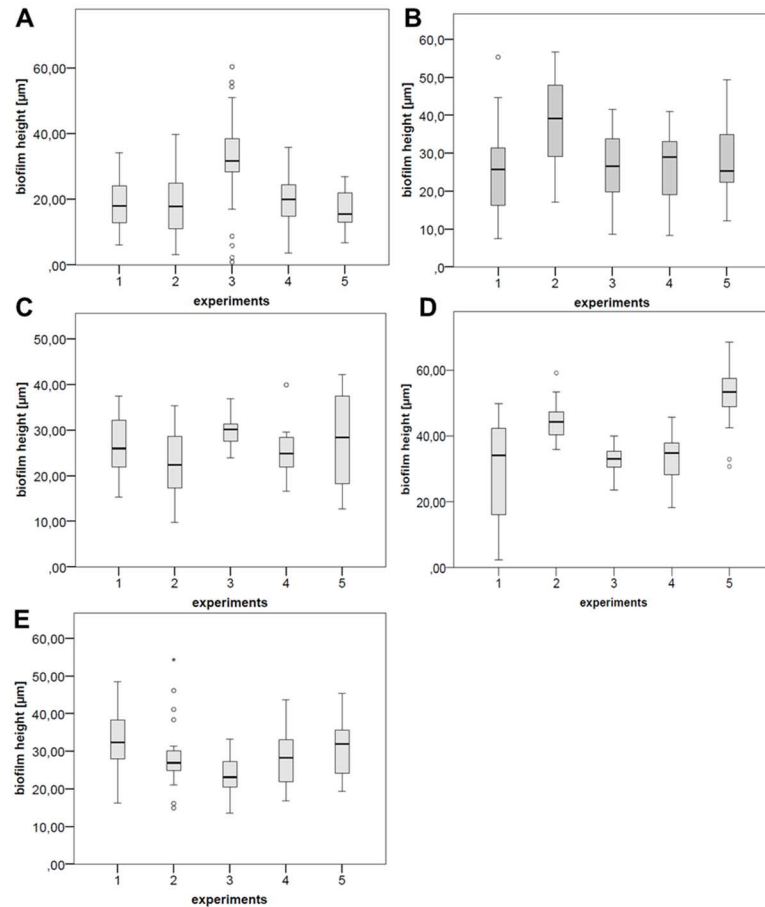 A
biofilm height [µm]
60,00
40,00
20,00
,00
1 2 3 4 5
experiments
B
biofilm height [µm]
60,0
50,0
40,0
30,0
20,0
10,0
,0
1 2 3 4 5
experiments
C
biofilm height [µm]
50,00
40,00
30,00
20,00
10,00
,00
1 2 3 4 5
experiments
D
biofilm height [µm]
60,00
40,00
20,00
,00
1 2 3 4 5
experiments
E
biofilm height [µm]
60,00
50,00
40,00
30,00
20,00
10,00
,00
1 2 3 4 5
experiments